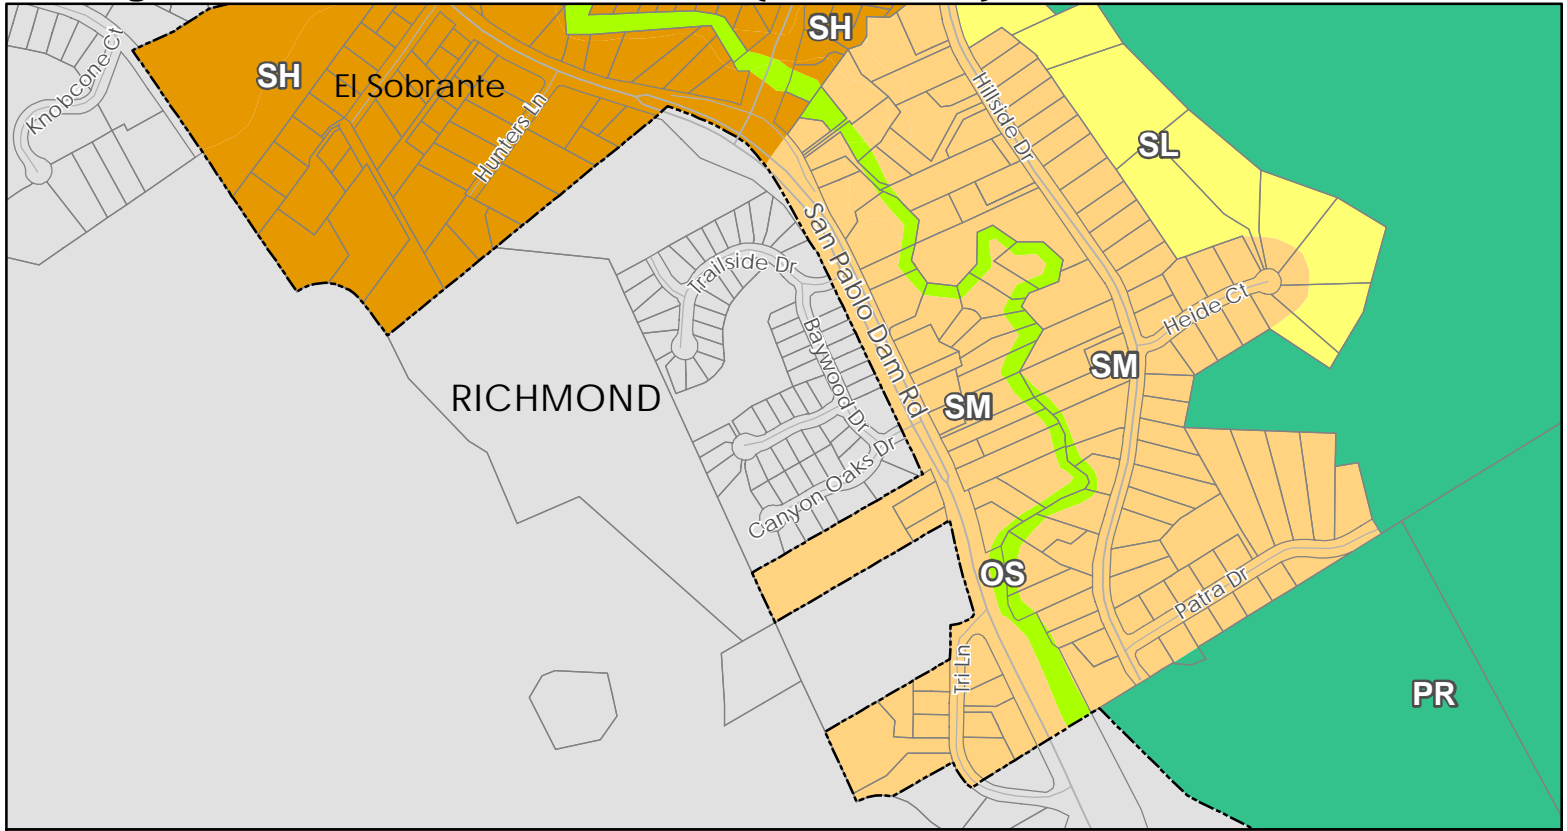 SH
SH
Knobcone Ct
El Sobrante
Hunters Ln
Hillside Dr
SL
San Pablo Dam Rd
Trailside Dr
Heide Ct
Baywood Dr
SM
RICHMOND
SM
Canyon Oaks Dr
OS
Patra Dr
Tri Ln
PR